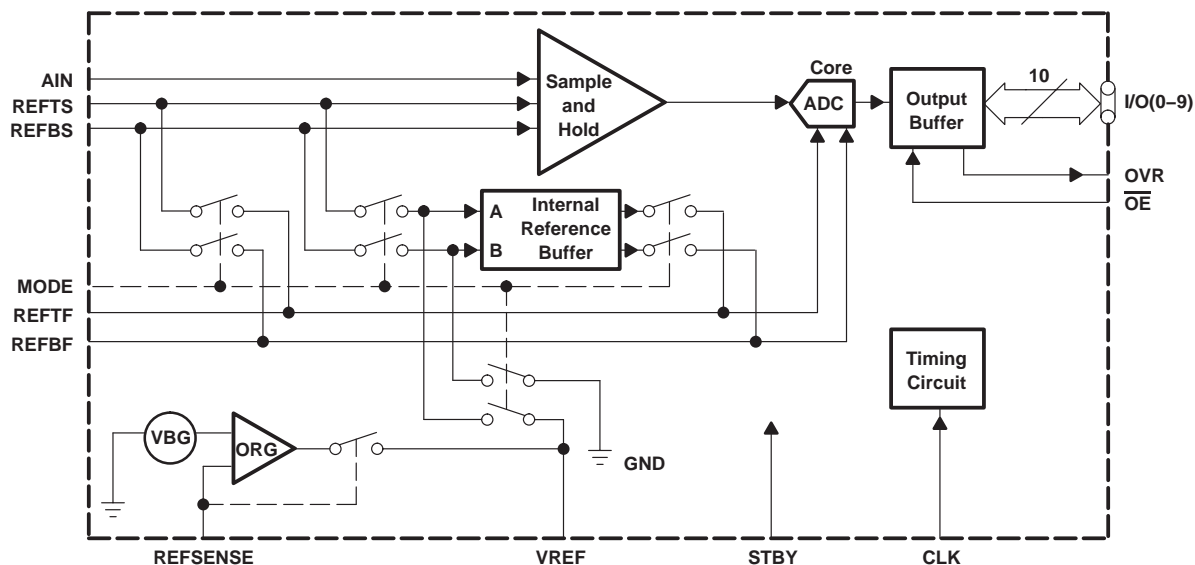 AIN
REFTS
REFBS
Sample
and
Hold
Core
ADC
Output
Buffer
10
I/O(0–9)
OVR
OE
A
B
Internal
Reference
Buffer
MODE
REFTF
REFBF
Timing
Circuit
VBG
ORG
GND
REFSENSE
VREF
STBY
CLK